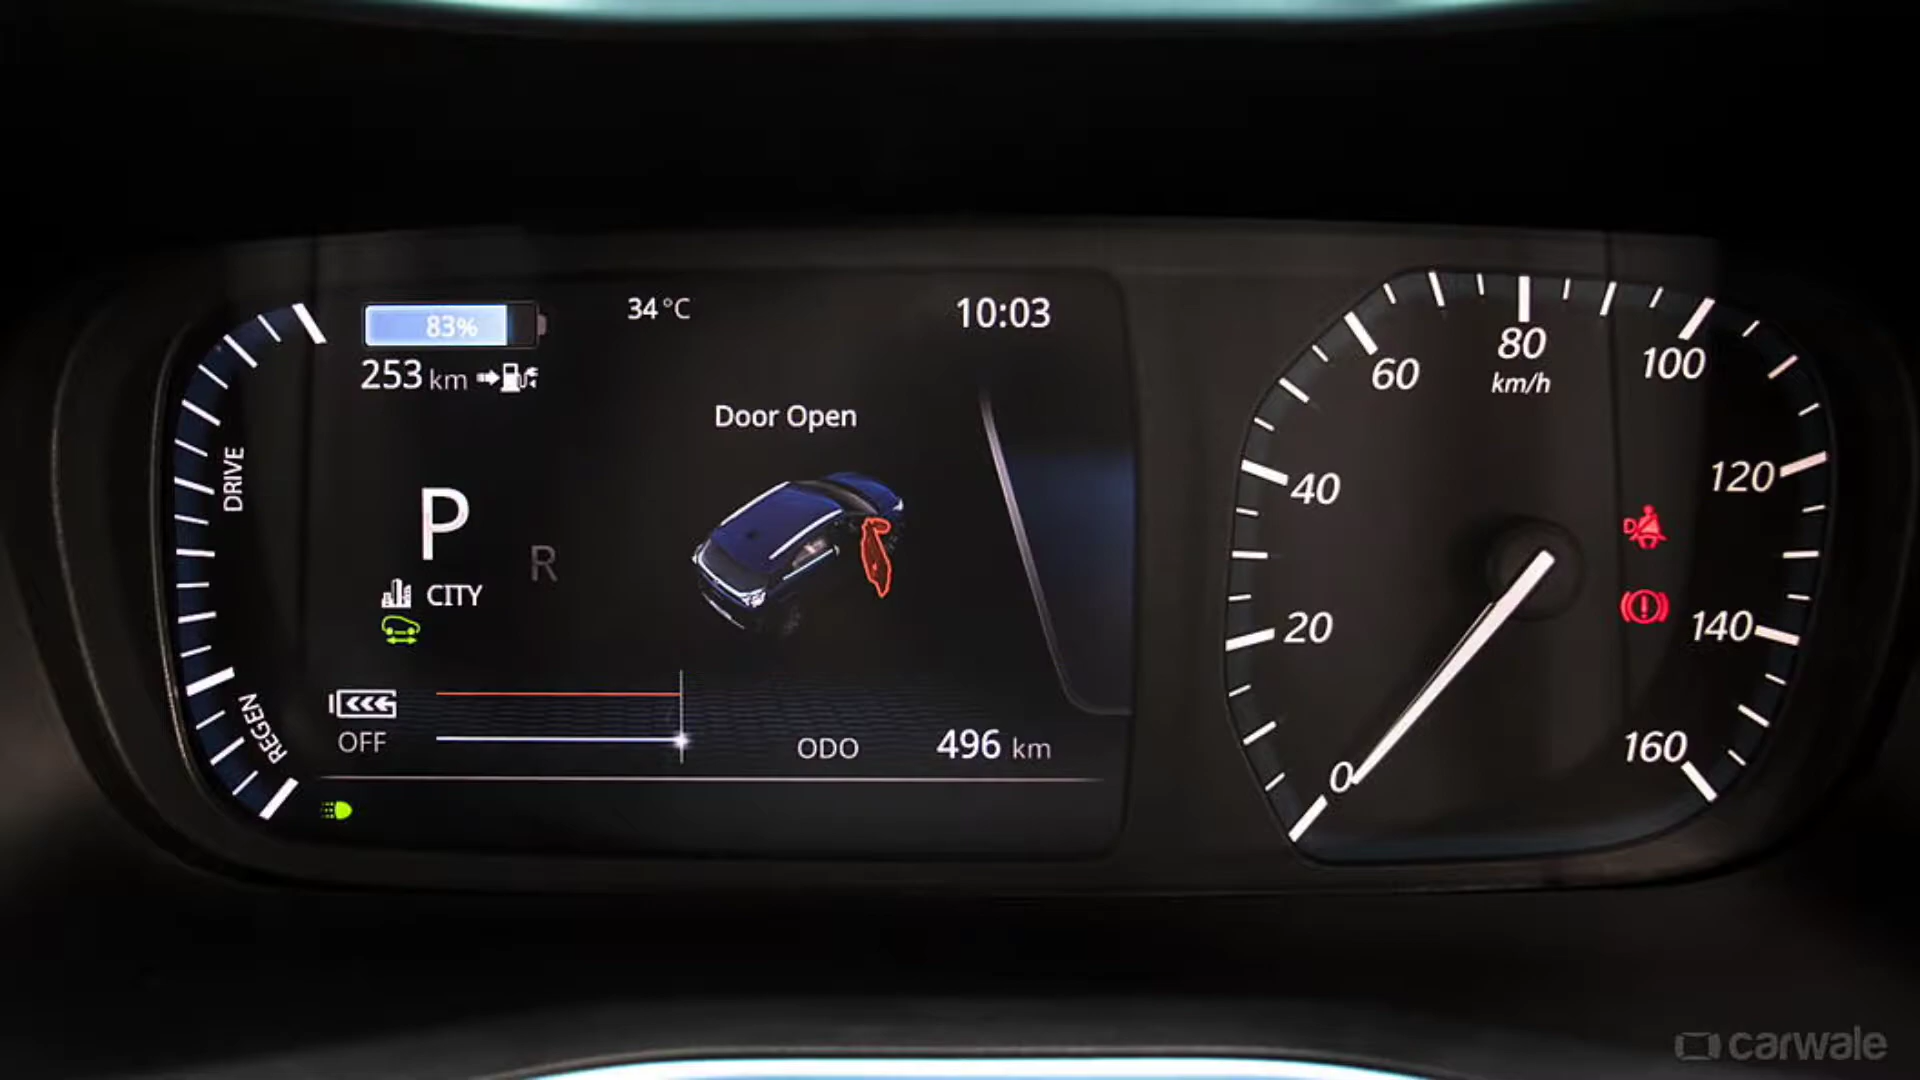 83%
34°C
10:03
253 km
Door Open
DRIVE
P
R
CITY
REGEN
OFF
ODO 496 km
0
20
40
60
80
km/h
100
120
140
160
D
carwale